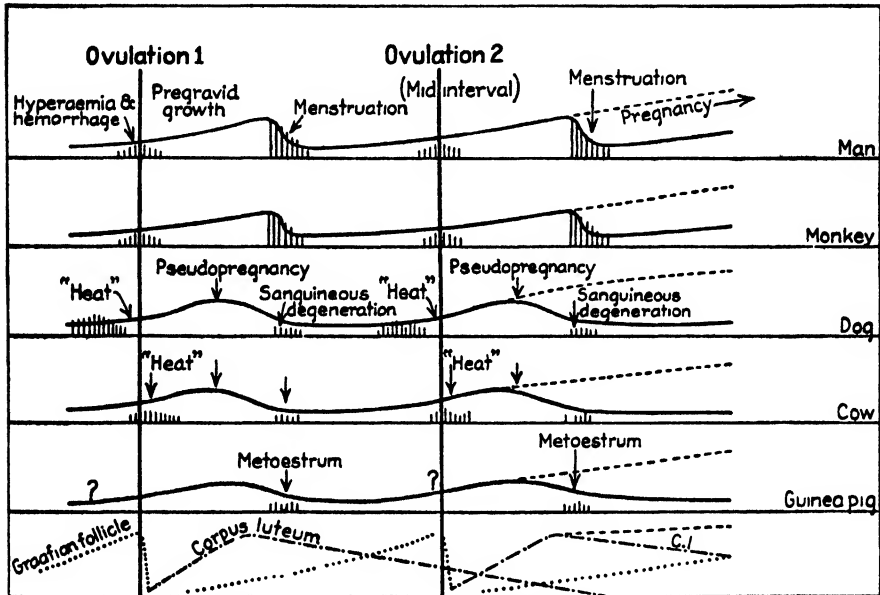 Ovulation 1
Ovulation 2
(Mid interval)
Hyperaemia &
hemorrhage
Pregravid
growth
Menstruation
Menstruation
Pregnancy
Man
Monkey
"Heat"
Pseudopregnancy
Sanguineous
degeneration
"Heat"
Pseudopregnancy
Sanguineous
degeneration
Dog
"Heat"
"Heat"
Cow
?
Metoestrum
?
Metoestrum
Guinea pig
Graafian follicle
Corpus luteum
C.l